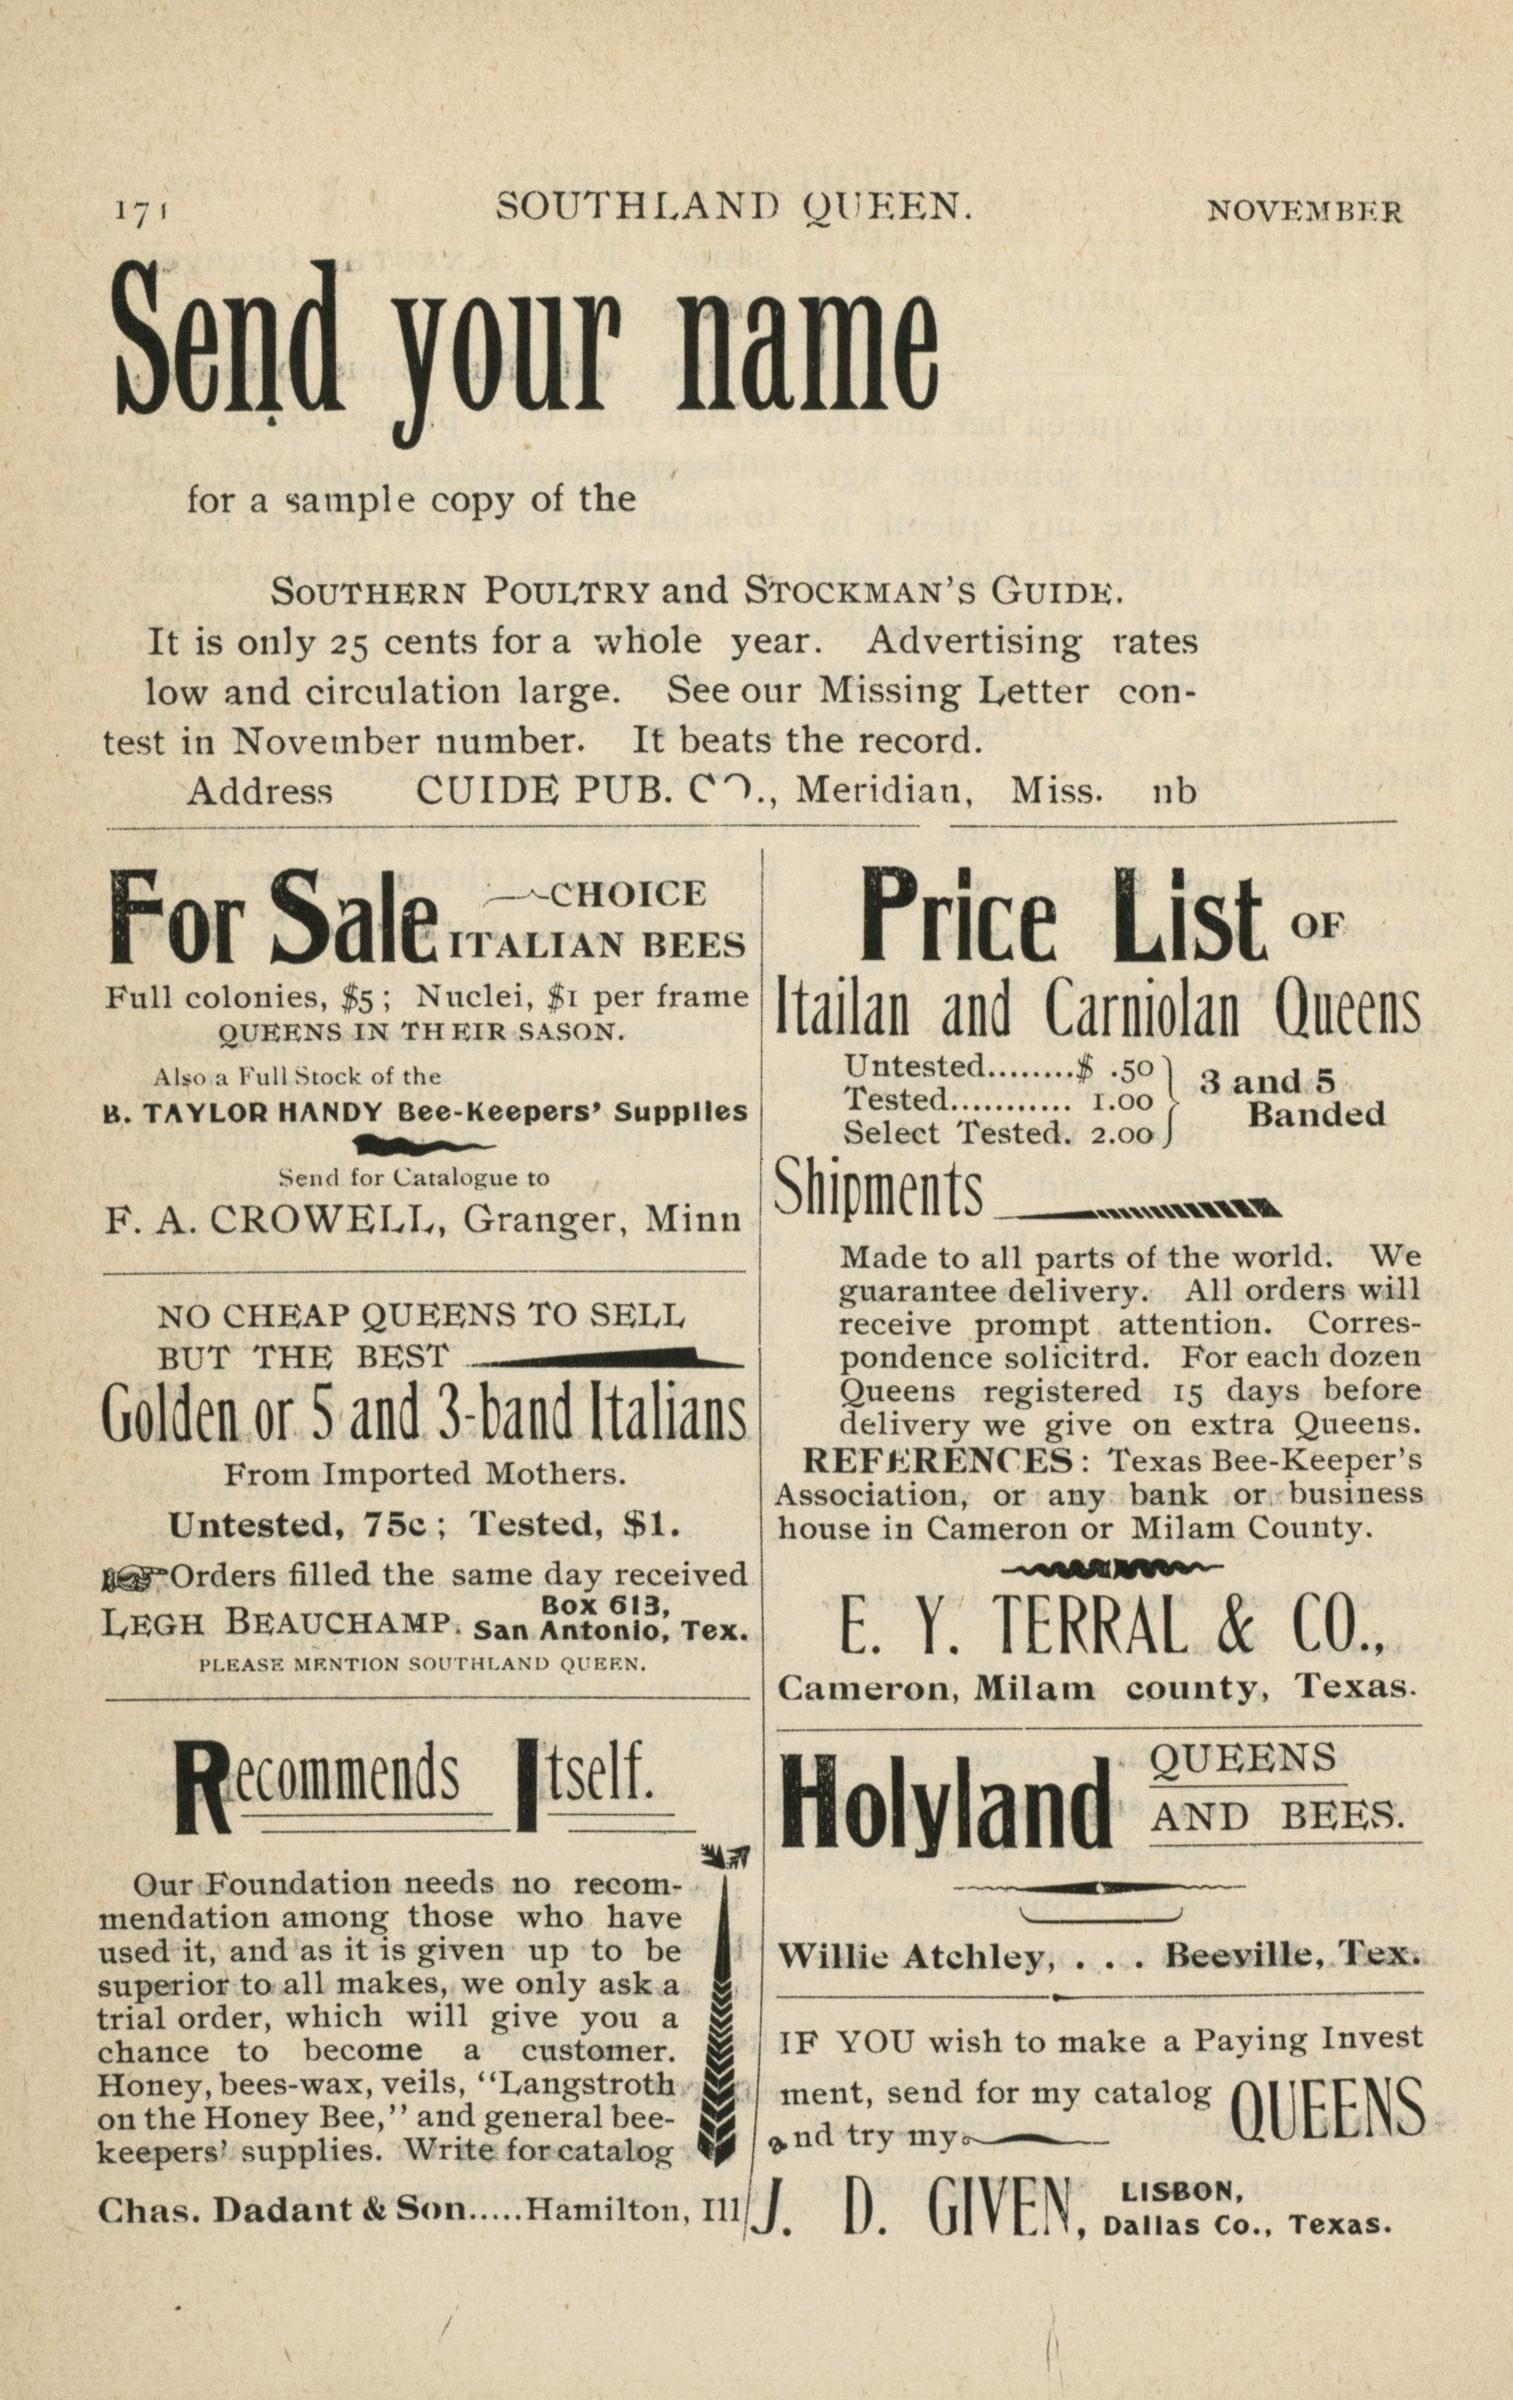 171 SOUTHLAND QUEEN. NOVEMBER
Send your name
for a sample copy of the
SOUTHERN POULTRY and STOCKMAN'S GUIDE.
It is only 25 cents for a whole year. Advertising rates
low and circulation large. See our Missing Letter con-
test in November number. It beats the record.
Address CUIDE PUB. CO., Meridian, Miss. nb
For Sale CHOICE
ITALIAN BEES
Full colonies, $5; Nuclei, $1 per frame
QUEENS IN THEIR SASON.
Also a Full Stock of the
B. TAYLOR HANDY Bee-Keepers' Supplies
Send for Catalogue to
F. A. CROWELL, Granger, Minn
NO CHEAP QUEENS TO SELL
BUT THE BEST
Golden or 5 and 3-band Italians
From Imported Mothers.
Untested, 75c; Tested, $1.
Orders filled the same day received
LEGH BEAUCHAMP. Box 613,
San Antonio, Tex.
PLEASE MENTION SOUTHLAND QUEEN.
Recommends Itself.
Our Foundation needs no recom-
mendation among those who have
used it, and as it is given up to be
superior to all makes, we only ask a
trial order, which will give you a
chance to become a customer.
Honey, bees-wax, veils, "Langstroth
on the Honey Bee," and general bee-
keepers' supplies. Write for catalog
Chas. Dadant & Son.....Hamilton, Ill
Price List OF
Itailan and Carniolan Queens
Untested........$ .50
Tested........... 1.00
Select Tested. 2.00
3 and 5
Banded
Shipments
Made to all parts of the world. We
guarantee delivery. All orders will
receive prompt attention. Corres-
pondence solicitrd. For each dozen
Queens registered 15 days before
delivery we give on extra Queens.
REFERENCES: Texas Bee-Keeper's
Association, or any bank or business
house in Cameron or Milam County.
E. Y. TERRAL & CO.,
Cameron, Milam county, Texas.
Holyland QUEENS
AND BEES.
Willie Atchley, . . . Beeville, Tex.
IF YOU wish to make a Paying Invest
ment, send for my catalog
and try my QUEENS
J. D. GIVEN, LISBON,
Dallas Co., Texas.